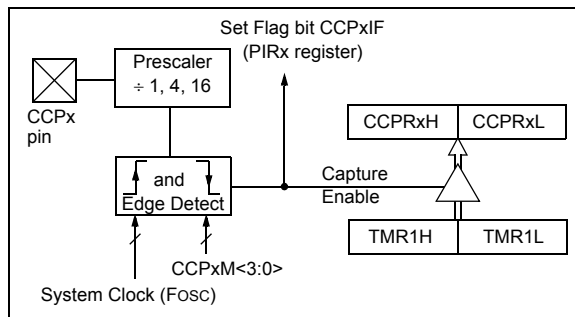 Set Flag bit CCPxIF
(PIRx register)
Prescaler
÷ 1, 4, 16
CCPx
pin
CCPRxH CCPRxL
and
Edge Detect
Capture
Enable
TMR1H TMR1L
CCPxM<3:0>
System Clock (FOSC)